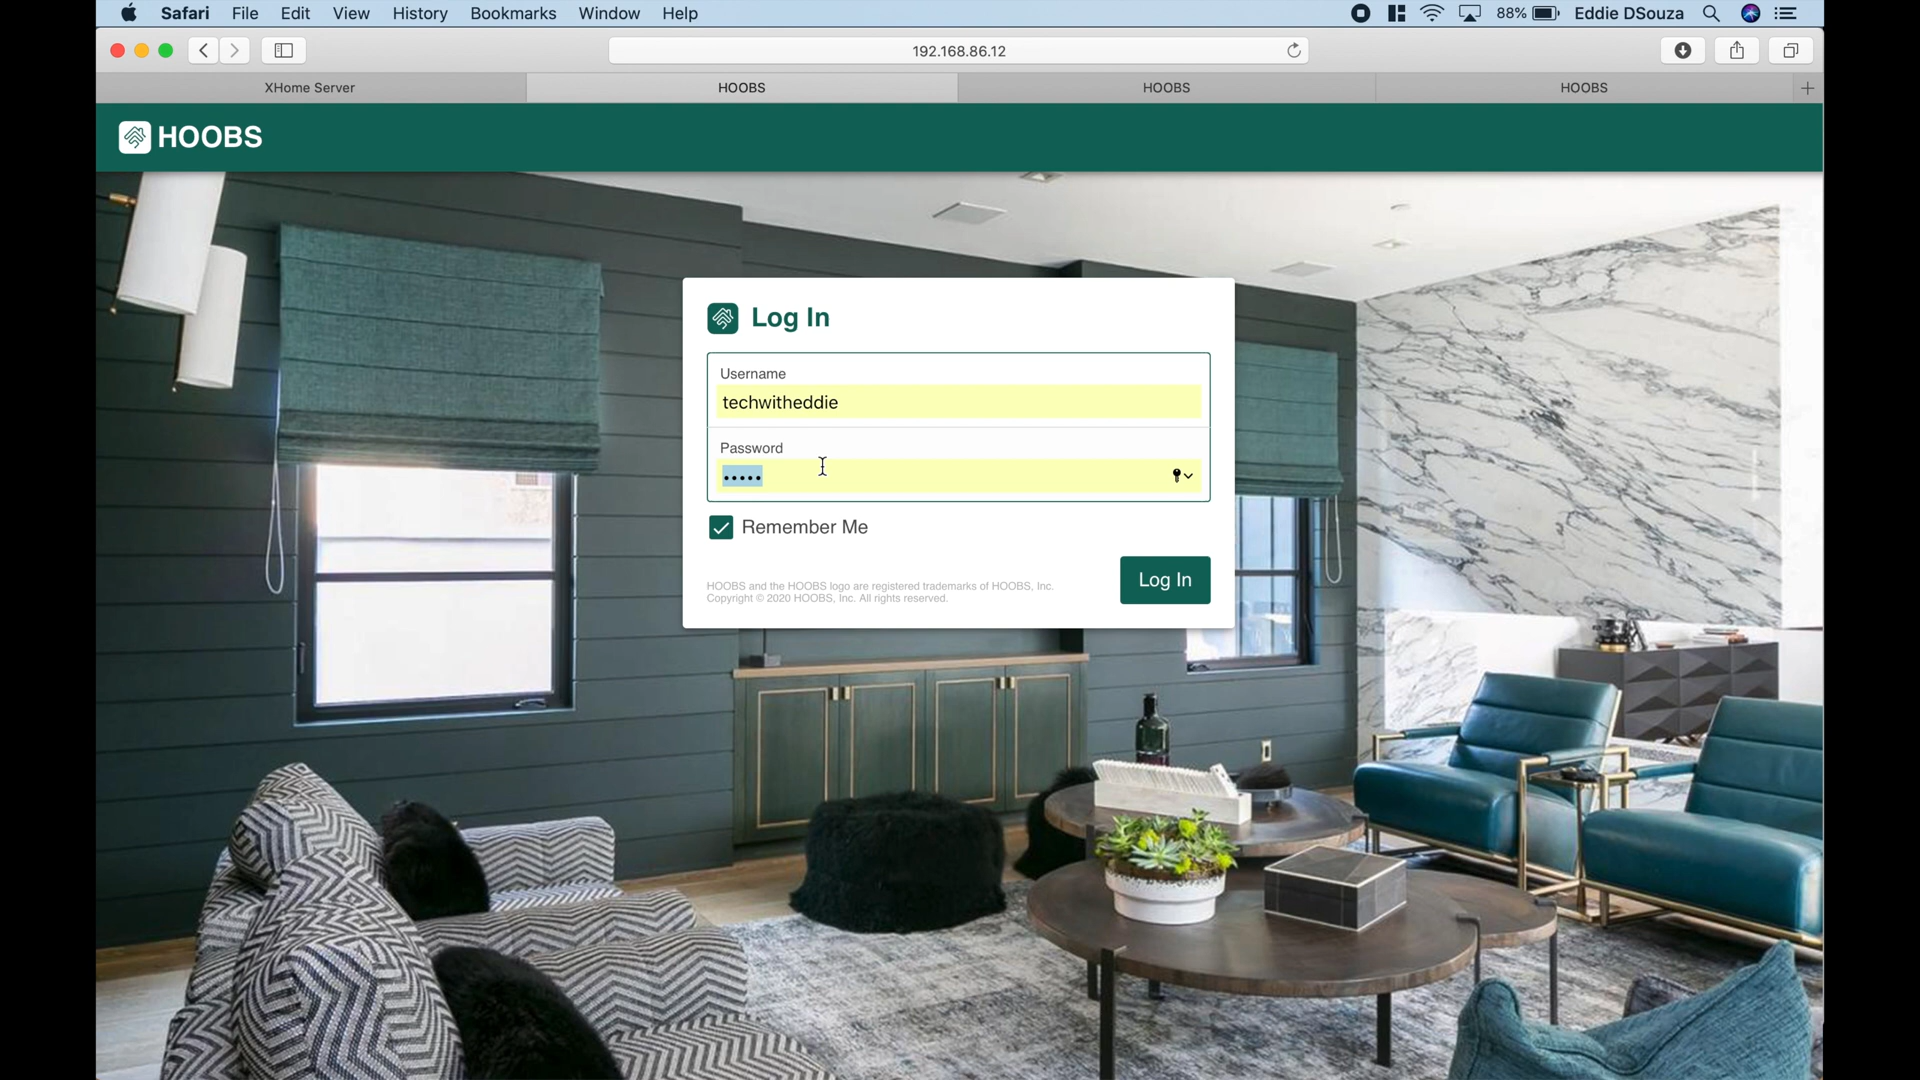 Safari File Edit View History Bookmarks Window Help 88% Eddie DSouza
192.168.86.12
XHome Server HOOBS HOOBS HOOBS
HOOBS
Log In
Username
techwitheddie
Password
•••••
Remember Me
HOOBS and the HOOBS logo are registered trademarks of HOOBS, Inc.
Copyright © 2020 HOOBS, Inc. All rights reserved.
Log In